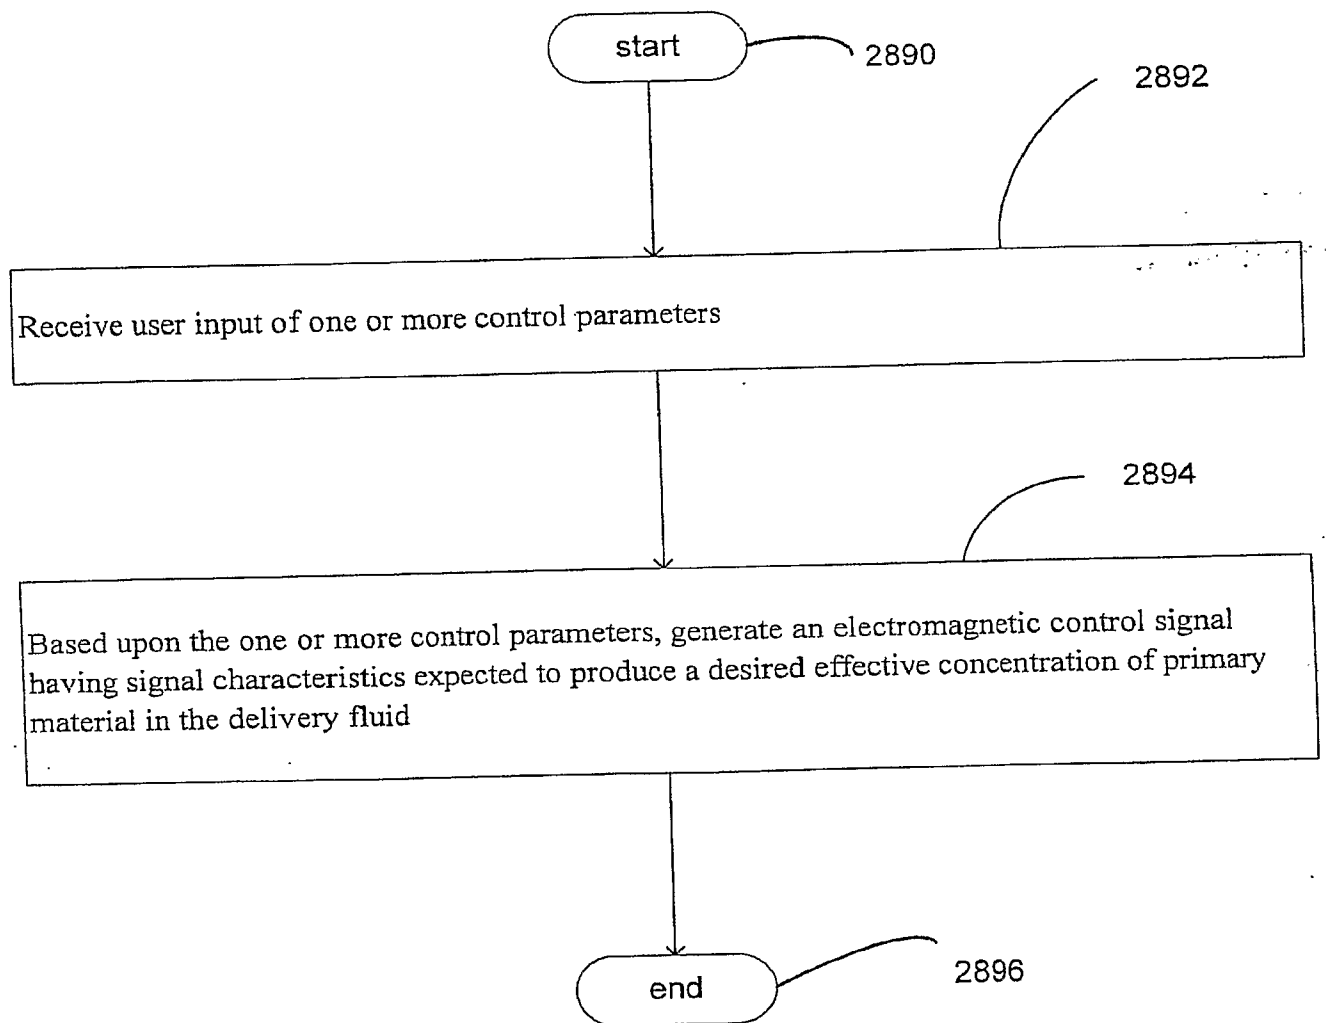 start
2890
2892
Receive user input of one or more control parameters
2894
Based upon the one or more control parameters, generate an electromagnetic control signal
having signal characteristics expected to produce a desired effective concentration of primary
material in the delivery fluid
end
2896